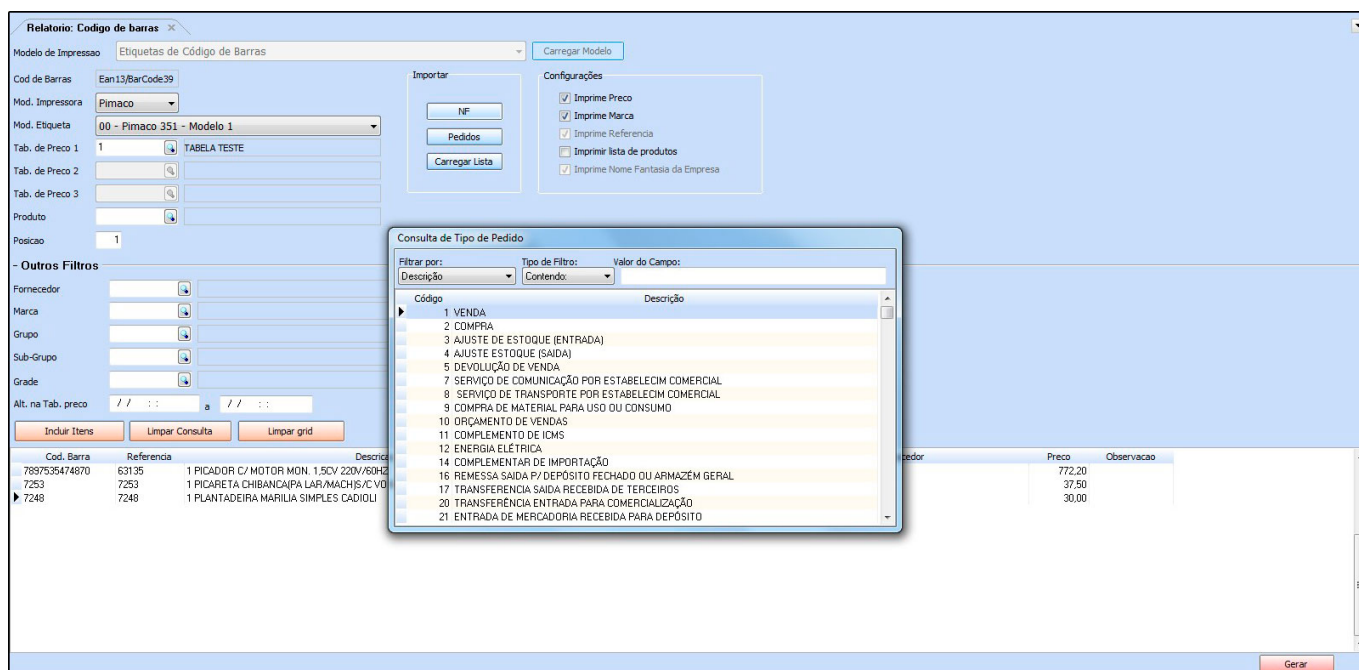 Relatorio: Codigo de barras
Modelo de Impressao Etiquetas de Código de Barras Carregar Modelo
Cod de Barras Ean13/BarCode39
Mod. Impressora Pimaco
Mod. Etiqueta 00 - Pimaco 351 - Modelo 1
Tab. de Preco 1 1 TABELA TESTE
Tab. de Preco 2
Tab. de Preco 3
Produto
Posicao 1
Importar
NF
Pedidos
Carregar Lista
Configurações
Imprime Preco
Imprime Marca
Imprime Referencia
Imprimir lista de produtos
Imprime Nome Fantasia da Empresa
- Outros Filtros
Fornecedor
Marca
Grupo
Sub-Grupo
Grade
Alt. na Tab. preco / / : : a / / : :
Incluir Itens Limpar Consulta Limpar grid
Consulta de Tipo de Pedido
Filtrar por: Tipo de Filtro: Valor do Campo:
Descrição Contendo:
Código Descrição
1 VENDA
2 COMPRA
3 AJUSTE DE ESTOQUE (ENTRADA)
4 AJUSTE ESTOQUE (SAIDA)
5 DEVOLUÇÃO DE VENDA
7 SERVIÇO DE COMUNICAÇÃO POR ESTABELECIM COMERCIAL
8 SERVIÇO DE TRANSPORTE POR ESTABELECIM COMERCIAL
9 COMPRA DE MATERIAL PARA USO OU CONSUMO
10 ORÇAMENTO DE VENDAS
11 COMPLEMENTO DE ICMS
12 ENERGIA ELÉTRICA
14 COMPLEMENTAR DE IMPORTAÇÃO
16 REMESSA SAIDA P/ DEPÓSITO FECHADO OU ARMAZÉM GERAL
17 TRANSFERENCIA SAIDA RECEBIDA DE TERCEIROS
20 TRANSFERÊNCIA ENTRADA PARA COMERCIALIZAÇÃO
21 ENTRADA DE MERCADORIA RECEBIDA PARA DEPÓSITO
Cod. Barra Referencia Descrica cedor Preco Observacao
7897535474870 63135 1 PICADOR C/ MOTOR MON. 1,5CV 220V/60HZ 772,20
7253 7253 1 PICARETA CHIBANCA(PA LAR/MACH)S/C VO 37,50
7248 7248 1 PLANTADEIRA MARILIA SIMPLES CADIOLI 30,00
Gerar